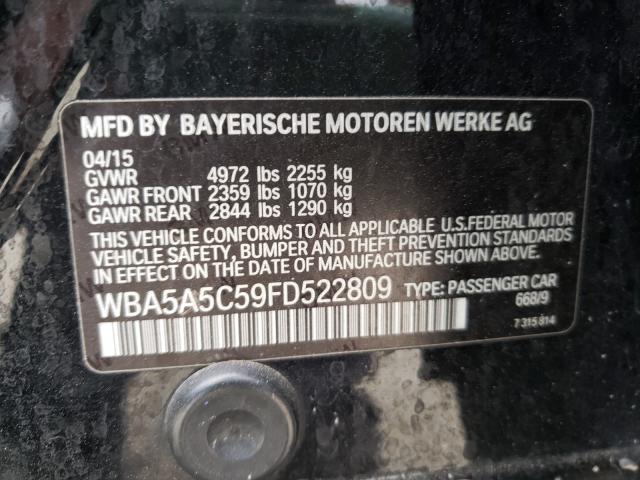 MFD BY BAYERISCHE MOTOREN WERKE AG
04/15
GVWR 4972 lbs 2255 kg
GAWR FRONT 2359 lbs 1070 kg
GAWR REAR 2844 lbs 1290 kg
THIS VEHICLE CONFORMS TO ALL APPLICABLE U.S.FEDERAL MOTOR
VEHICLE SAFETY, BUMPER AND THEFT PREVENTION STANDARDS
IN EFFECT ON THE DATE OF MANUFACTURE SHOWN ABOVE.
WBA5A5C59FD522809 TYPE: PASSENGER CAR
668/9
7 315 814